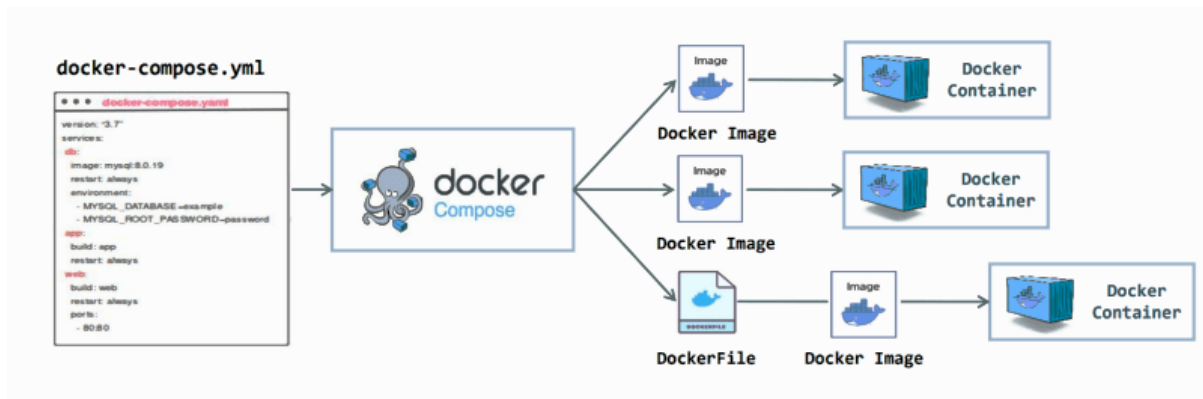 docker-compose.yml
docker-compose.yaml
version: "3.7"
services:
db:
image: mysql:8.0.19
restart: always
environment:
- MYSQL_DATABASE=example
- MYSQL_ROOT_PASSWORD=password
app:
build: app
restart: always
web:
build: web
restart: always
ports:
- 80:80
docker
Compose
Image
Docker Image
Docker
Container
Image
Docker Image
Docker
Container
DOCKERFILE
DockerFile
Image
Docker Image
Docker
Container